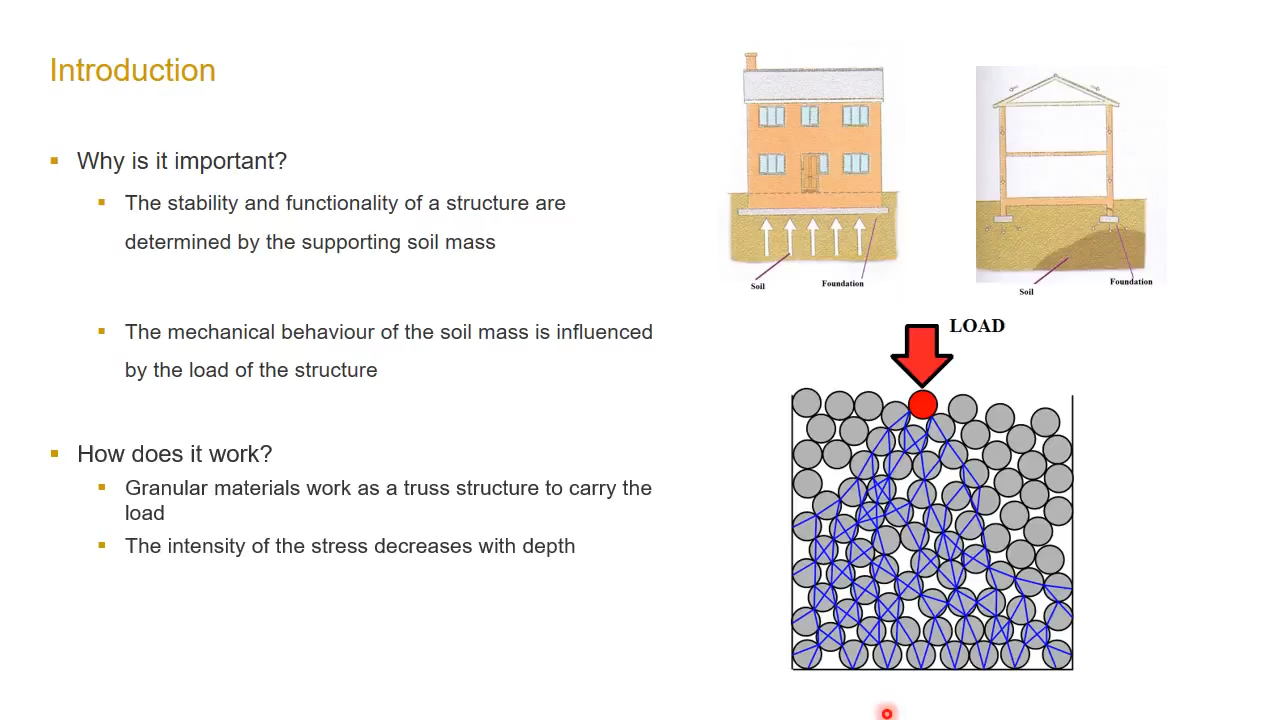 Introduction
Why is it important?
The stability and functionality of a structure are
determined by the supporting soil mass
The mechanical behaviour of the soil mass is influenced
by the load of the structure
How does it work?
Granular materials work as a truss structure to carry the
load
The intensity of the stress decreases with depth
Soil
Foundation
Soil
Foundation
LOAD